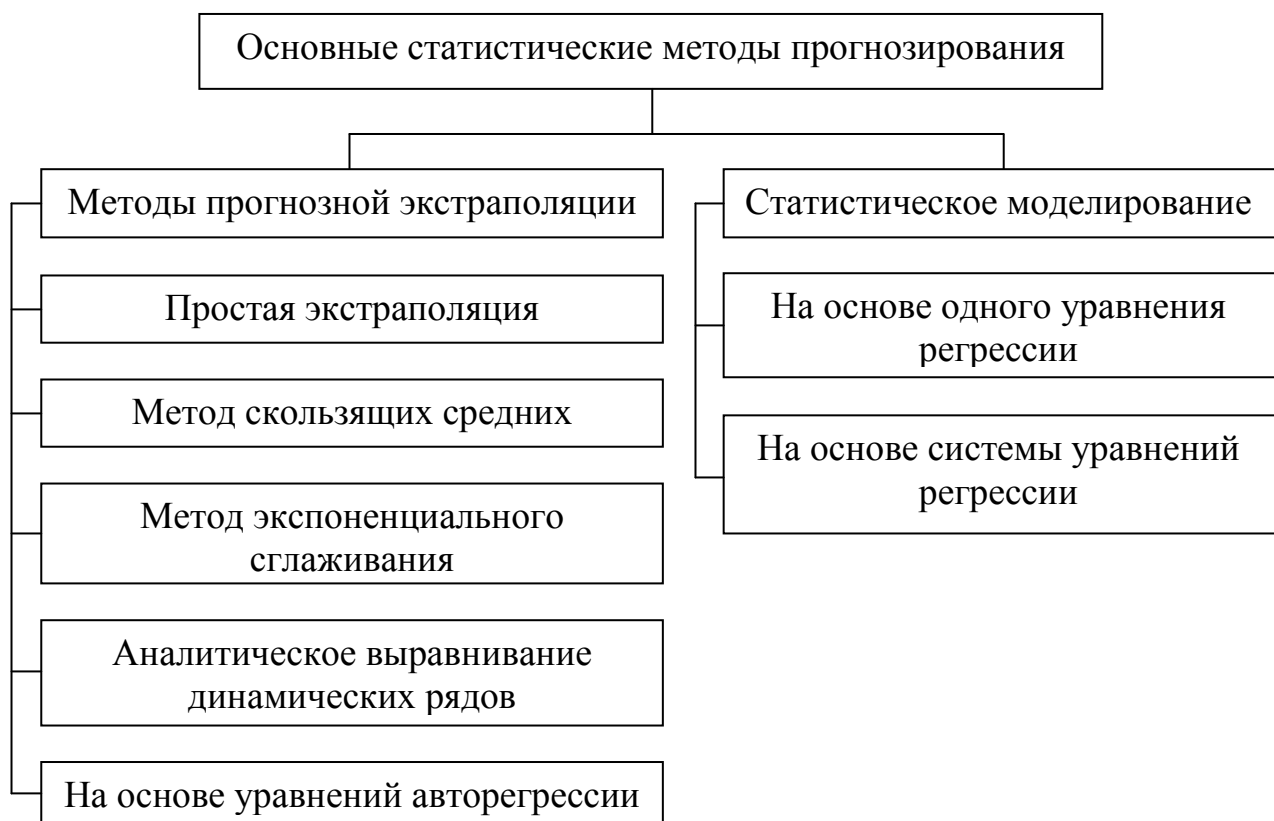 Основные статистические методы прогнозирования
Методы прогнозной экстраполяции
Простая экстраполяция
Метод скользящих средних
Метод экспоненциального
сглаживания
Аналитическое выравнивание
динамических рядов
На основе уравнений авторегрессии
Статистическое моделирование
На основе одного уравнения
регрессии
На основе системы уравнений
регрессии